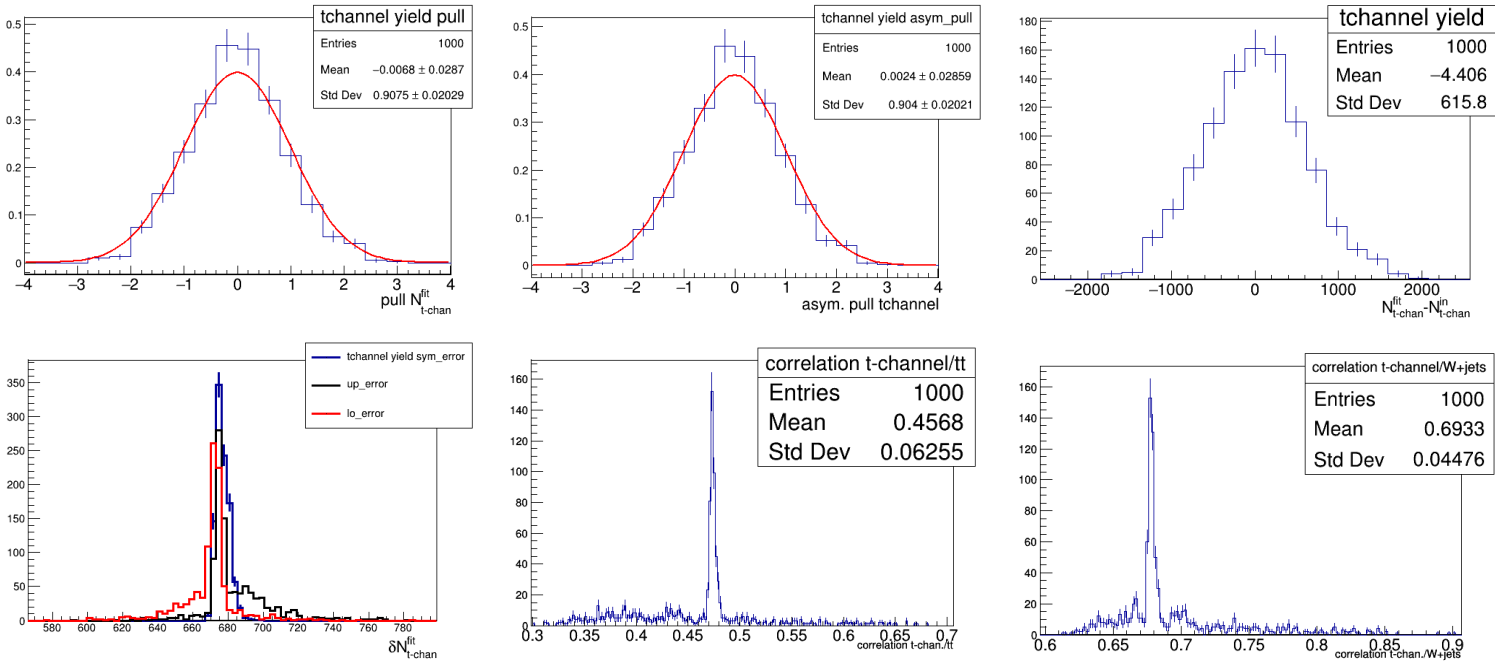 tchannel yield pull
Entries 1000
Mean −0.0068 ± 0.0287
Std Dev 0.9075 ± 0.02029
0.5
0.4
0.3
0.2
0.1
0
−4 −3 −2 −1 0 1 2 3 4
pull N^fit_t-chan
tchannel yield asym_pull
Entries 1000
Mean 0.0024 ± 0.02859
Std Dev 0.904 ± 0.02021
0.5
0.4
0.3
0.2
0.1
0
−4 −3 −2 −1 0 1 2 3 4
asym. pull tchannel
tchannel yield
Entries 1000
Mean −4.406
Std Dev 615.8
180
160
140
120
100
80
60
40
20
0
−2000 −1000 0 1000 2000
N^fit_t-chan-N^in_t-chan
tchannel yield sym_error
up_error
lo_error
350
300
250
200
150
100
50
0
580 600 620 640 660 680 700 720 740 760 780
δN^fit_t-chan
correlation t-channel/tt
Entries 1000
Mean 0.4568
Std Dev 0.06255
160
140
120
100
80
60
40
20
0
0.3 0.35 0.4 0.45 0.5 0.55 0.6 0.65 0.7
correlation t-chan./tt
correlation t-channel/W+jets
Entries 1000
Mean 0.6933
Std Dev 0.04476
160
140
120
100
80
60
40
20
0
0.6 0.65 0.7 0.75 0.8 0.85 0.9
correlation t-chan./W+jets